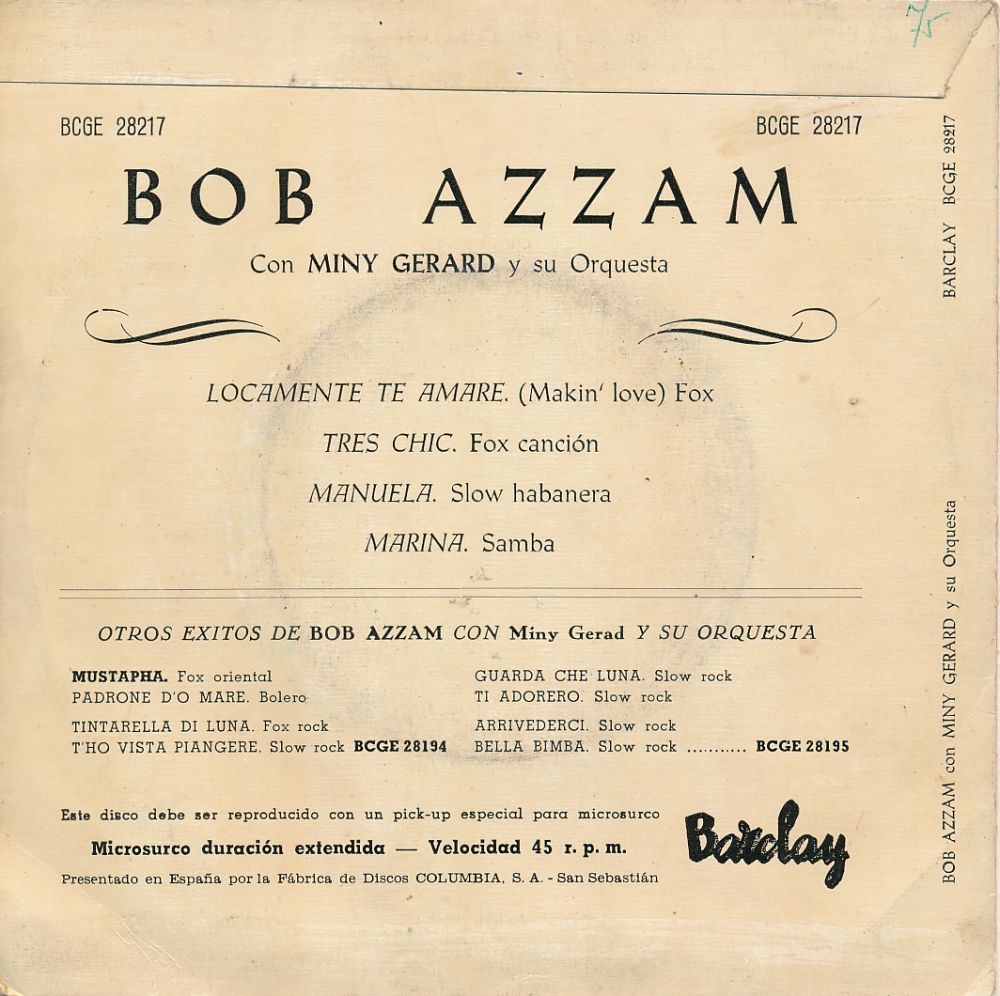 75
BCGE 28217 BCGE 28217
BOB AZZAM
Con MINY GERARD y su Orquesta
LOCAMENTE TE AMARE. (Makin' love) Fox
TRES CHIC. Fox canción
MANUELA. Slow habanera
MARINA. Samba
OTROS EXITOS DE BOB AZZAM CON Miny Gerad Y SU ORQUESTA
MUSTAPHA. Fox oriental
PADRONE D'O MARE. Bolero
TINTARELLA DI LUNA. Fox rock
T'HO VISTA PIANGERE. Slow rock BCGE 28194
GUARDA CHE LUNA. Slow rock
TI ADORERO. Slow rock
ARRIVEDERCI. Slow rock
BELLA BIMBA. Slow rock ........... BCGE 28195
Este disco debe ser reproducido con un pick-up especial para microsurco
Microsurco duración extendida — Velocidad 45 r. p. m.
Presentado en España por la Fábrica de Discos COLUMBIA, S. A. - San Sebastián
Barclay
BOB AZZAM con MINY GERARD y su Orquesta BARCLAY BCGE 28217